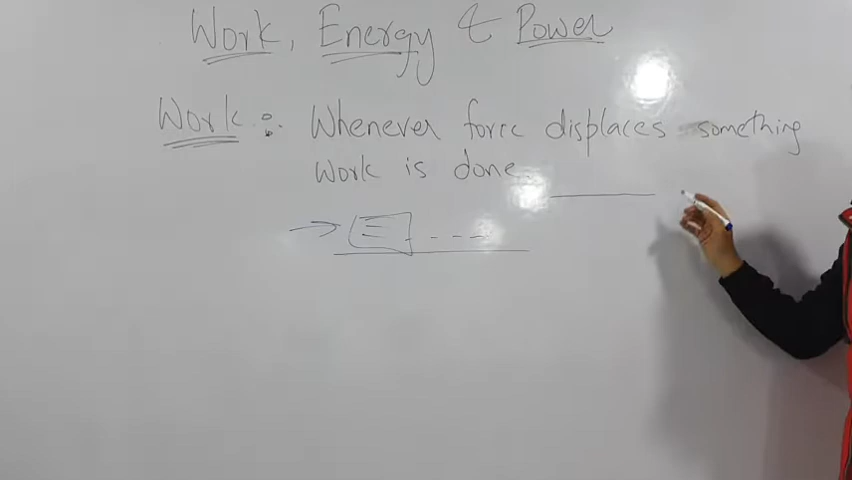 Work, Energy & Power
Work :. Whenever force displaces something
work is done.